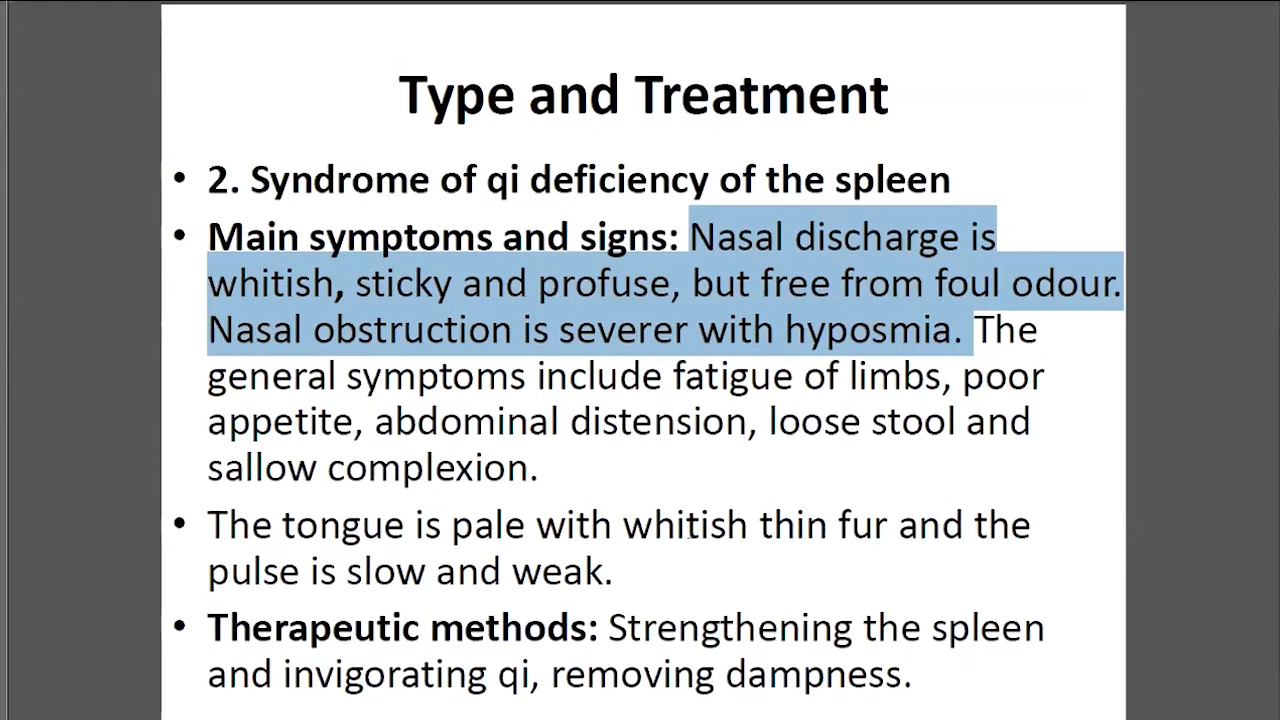 Type and Treatment
• 2. Syndrome of qi deficiency of the spleen
• Main symptoms and signs: Nasal discharge is
whitish, sticky and profuse, but free from foul odour.
Nasal obstruction is severer with hyposmia. The
general symptoms include fatigue of limbs, poor
appetite, abdominal distension, loose stool and
sallow complexion.
• The tongue is pale with whitish thin fur and the
pulse is slow and weak.
• Therapeutic methods: Strengthening the spleen
and invigorating qi, removing dampness.